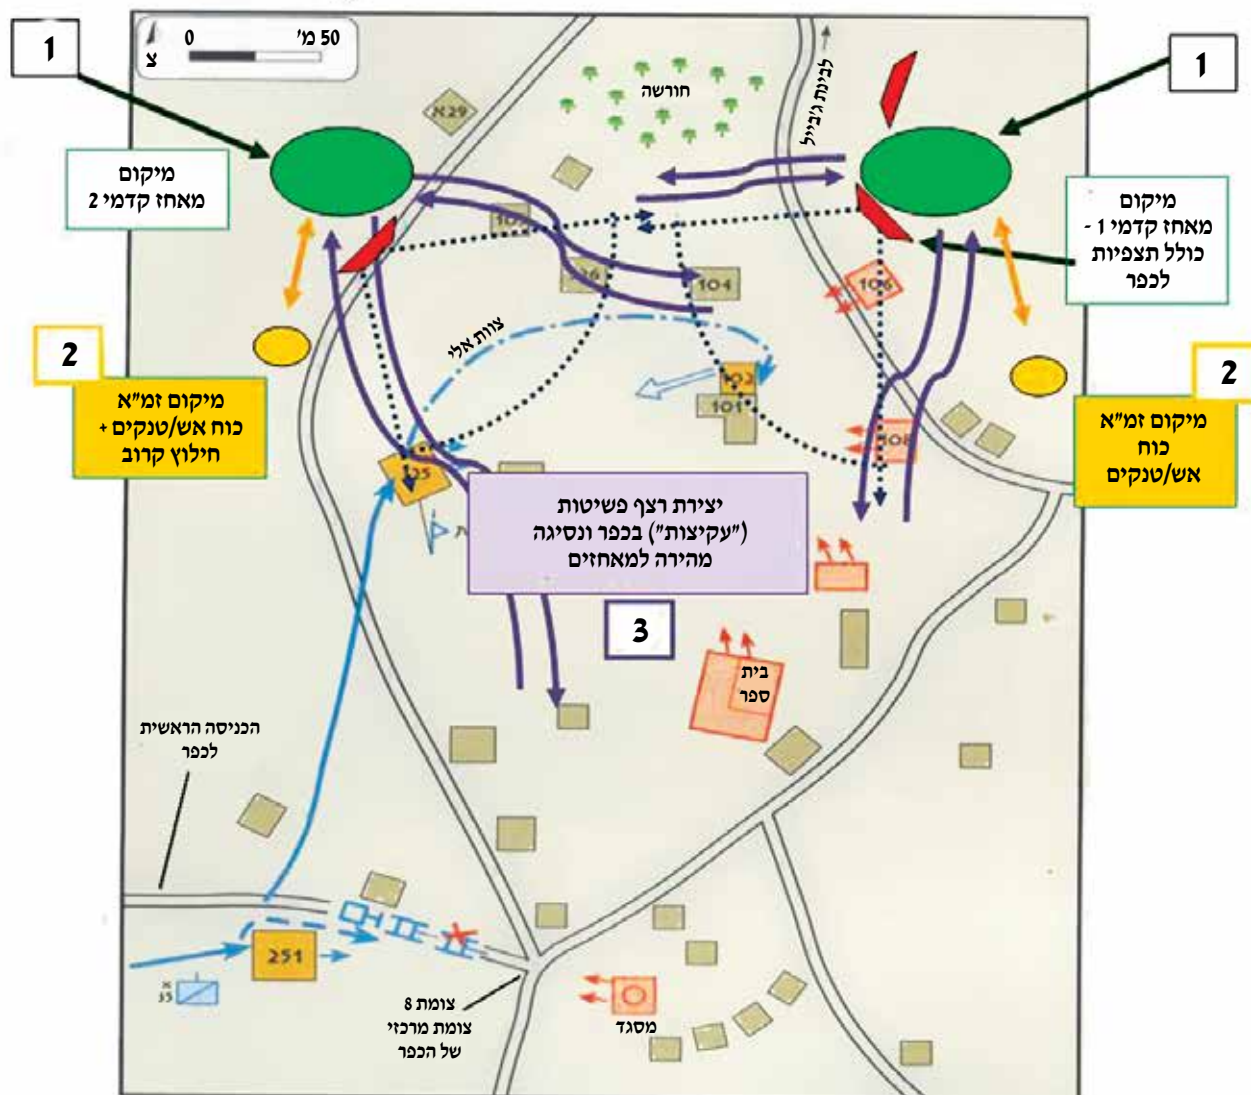 0 50 מ'
צ
1
1
א29
חורשה
לבינת ג'בייל
מיקום
מאחז קדמי 2
מיקום
מאחז קדמי 1 -
כולל תצפיות
לכפר
104
106
צוות אלי
2
מיקום זמ"א
כוח אש/טנקים +
חילוץ קרוב
102
101
108
2
מיקום זמ"א
כוח
אש/טנקים
יצירת רצף פשיטות
("עקיצות") בכפר ונסיגה
מהירה למאחזים
3
בית
ספר
הכניסה הראשית
לכפר
251
צומת 8
צומת מרכזי
של הכפר
מסגד